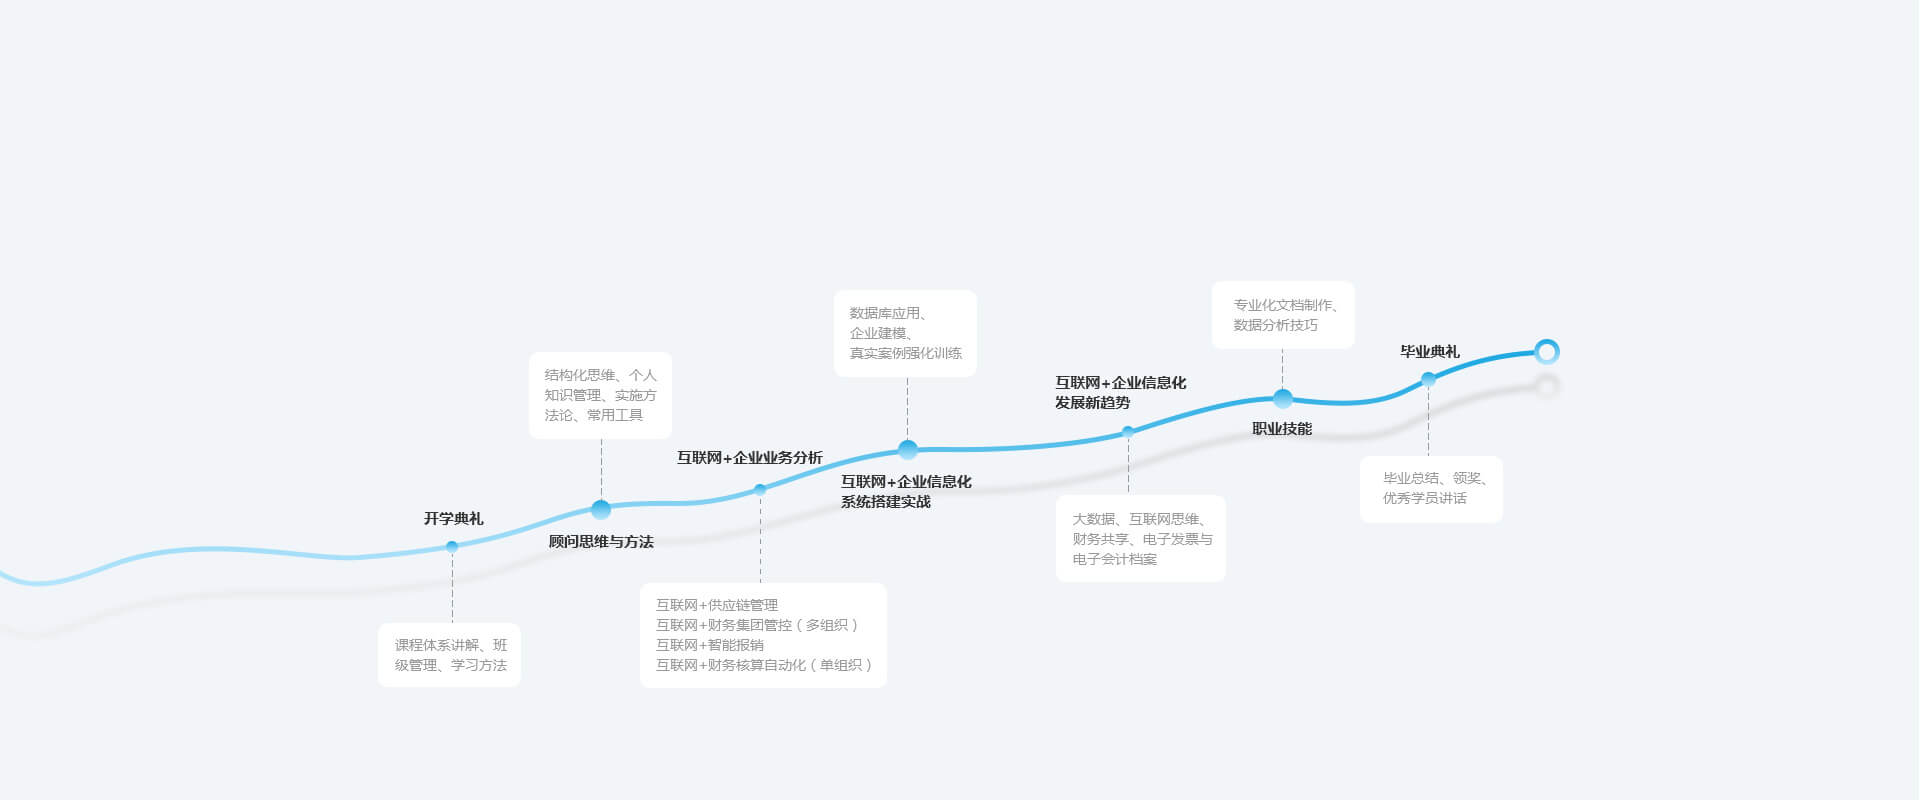 开学典礼
课程体系讲解、班
级管理、学习方法
结构化思维、个人
知识管理、实施方
法论、常用工具
顾问思维与方法
互联网+企业业务分析
互联网+供应链管理
互联网+财务集团管控（多组织）
互联网+智能报销
互联网+财务核算自动化（单组织）
数据库应用、
企业建模、
真实案例强化训练
互联网+企业信息化
系统搭建实战
互联网+企业信息化
发展新趋势
大数据、互联网思维、
财务共享、电子发票与
电子会计档案
专业化文档制作、
数据分析技巧
职业技能
毕业典礼
毕业总结、领奖、
优秀学员讲话